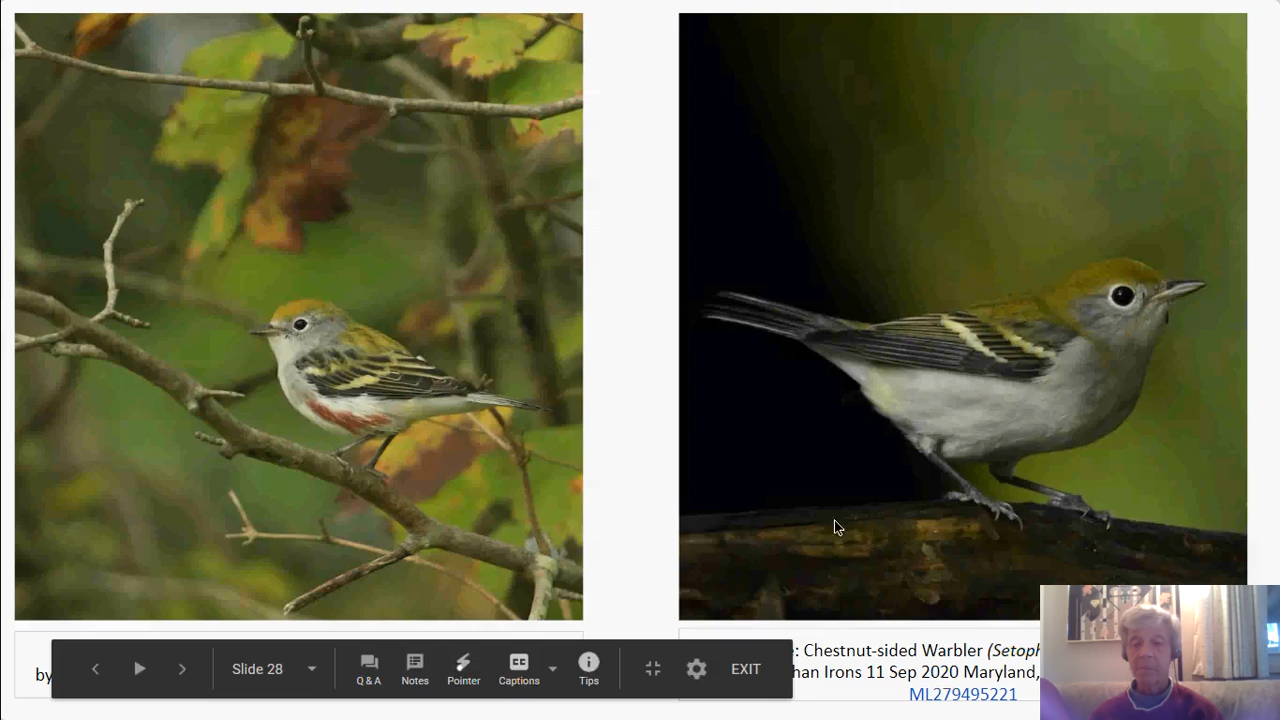 by
: Chestnut-sided Warbler (Setoph
han Irons 11 Sep 2020 Maryland,
ML279495221
Slide 28
Q & A
Notes
Pointer
Captions
Tips
EXIT